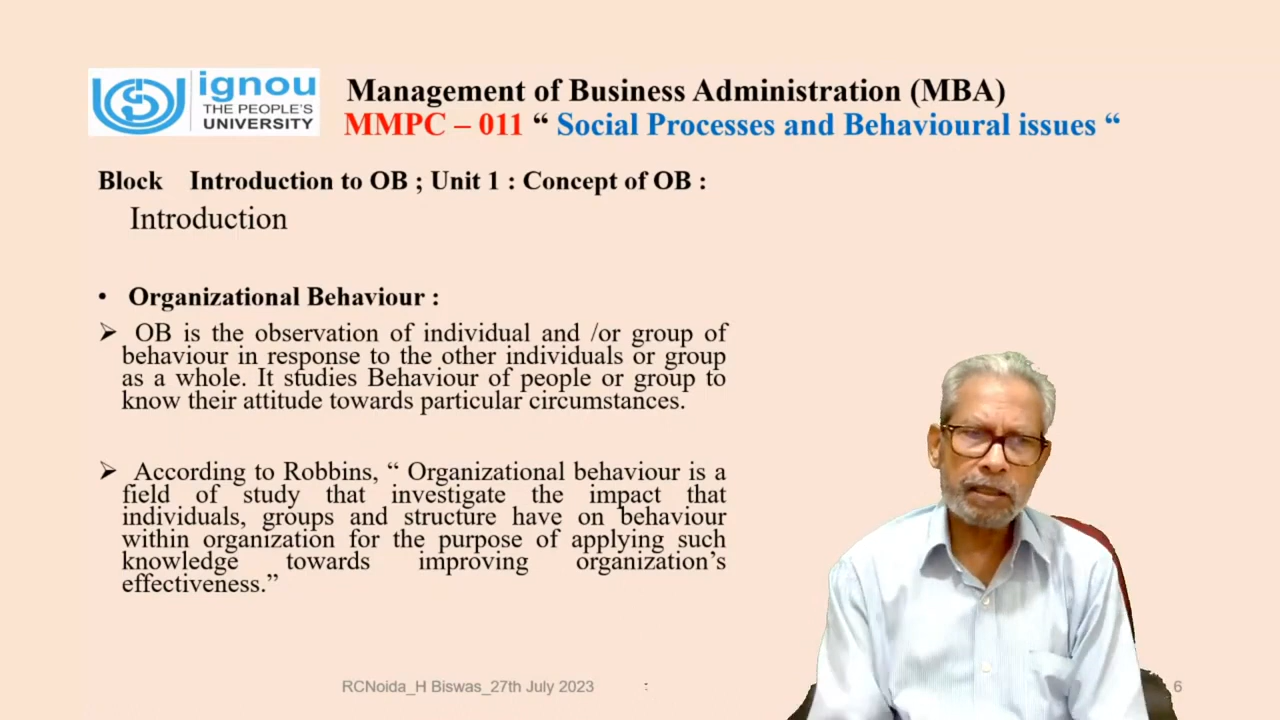 ignou
THE PEOPLE'S
UNIVERSITY
Management of Business Administration (MBA)
MMPC – 011 “ Social Processes and Behavioural issues “
Block Introduction to OB ; Unit 1 : Concept of OB :
Introduction
• Organizational Behaviour :
➢ OB is the observation of individual and /or group of
behaviour in response to the other individuals or group
as a whole. It studies Behaviour of people or group to
know their attitude towards particular circumstances.
➢ According to Robbins, “ Organizational behaviour is a
field of study that investigate the impact that
individuals, groups and structure have on behaviour
within organization for the purpose of applying such
knowledge towards improving organization’s
effectiveness.”
RCNoida_H Biswas_27th July 2023 :
6